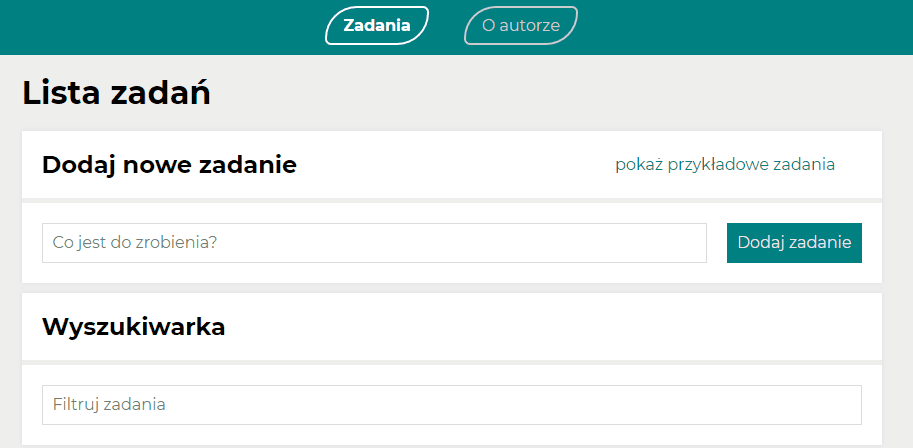 Zadania
O autorze
Lista zadań
Dodaj nowe zadanie
pokaż przykładowe zadania
Co jest do zrobienia?
Dodaj zadanie
Wyszukiwarka
Filtruj zadania